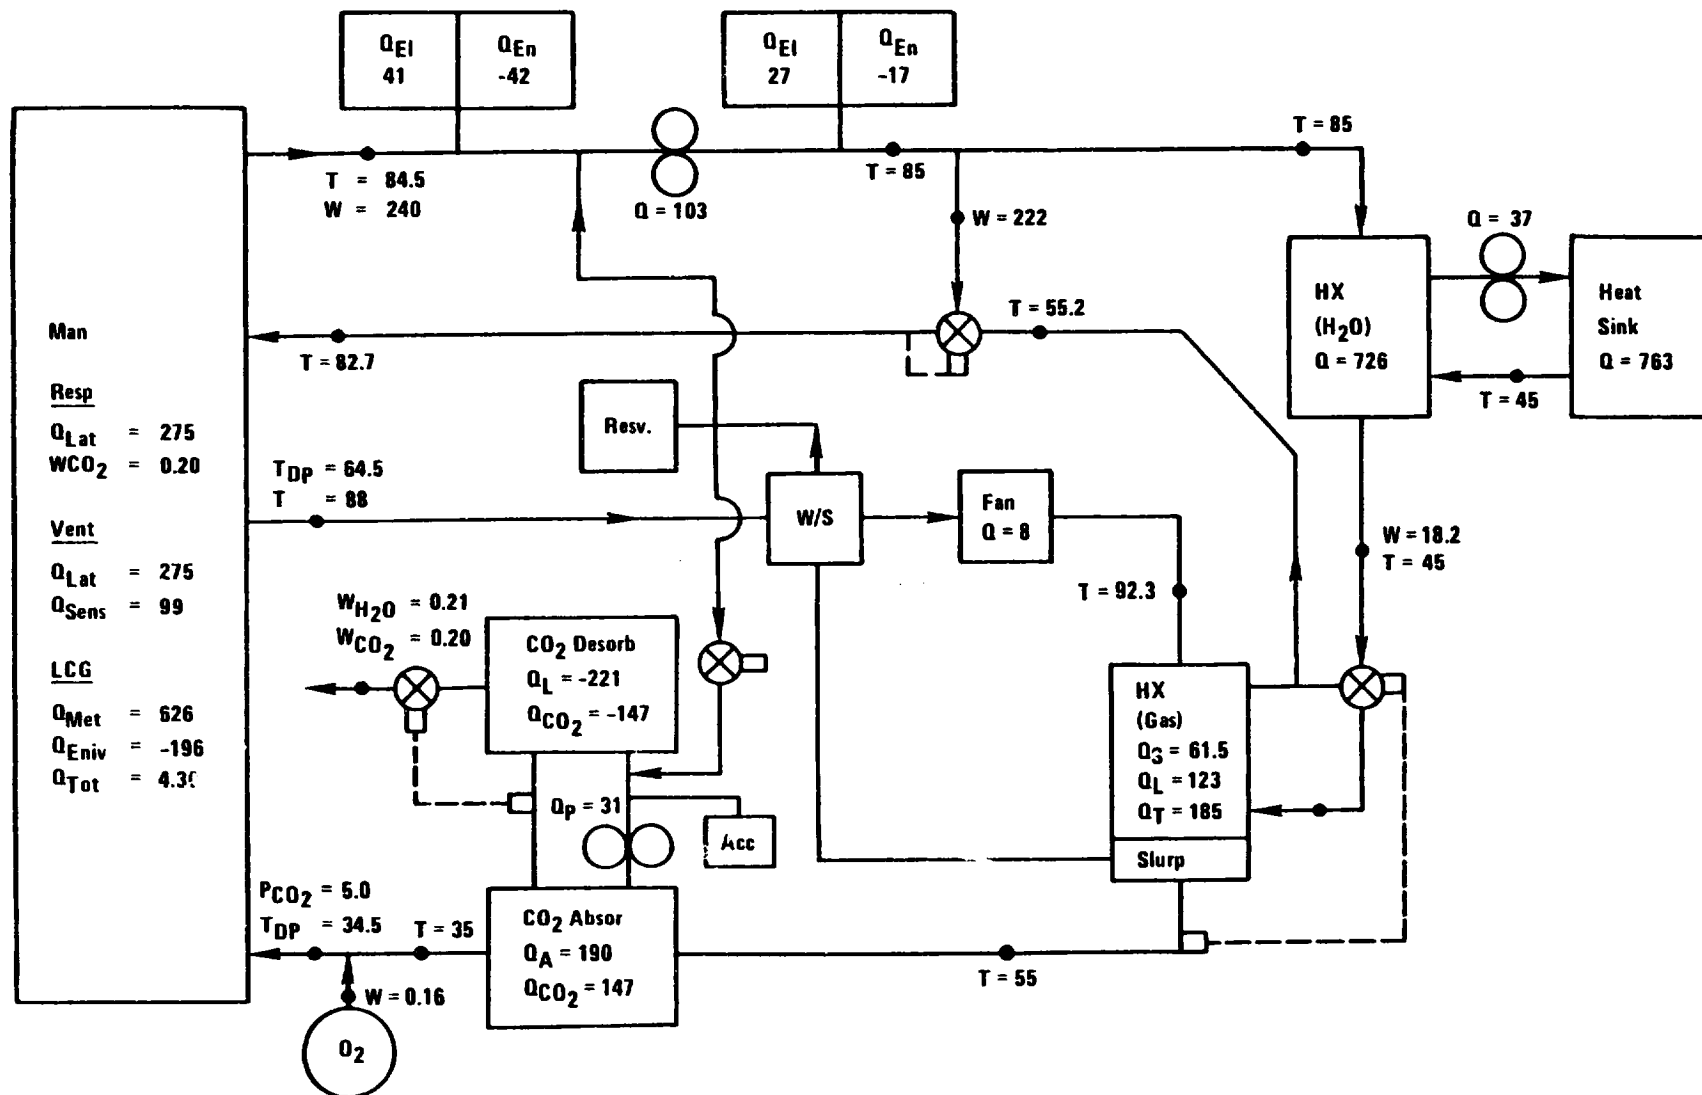 Q_El
41
Q_En
-42
Q_El
27
Q_En
-17
T = 84.5
W = 240
Q = 103
T = 85
T = 85
W = 222
Q = 37
HX
(H₂O)
Q = 726
Heat
Sink
Q = 763
T = 45
T = 55.2
T = 82.7
Man
Resp
Q_Lat = 275
WCO₂ = 0.20
Vent
Q_Lat = 275
Q_Sens = 99
LCG
Q_Met = 626
Q_Eniv = -196
Q_Tot
Resv.
T_DP = 64.5
T = 88
W/S
Fan
Q = 8
W = 18.2
T = 45
T = 92.3
W_H₂O = 0.21
W_CO₂ = 0.20
CO₂ Desorb
Q_L = -221
Q_CO₂ = -147
HX
(Gas)
Q_S = 61.5
Q_L = 123
Q_T = 185
Slurp
Q_P = 31
Acc
P_CO₂ = 5.0
T_DP = 34.5
T = 35
CO₂ Absor
Q_A = 190
Q_CO₂ = 147
T = 55
W = 0.16
O₂